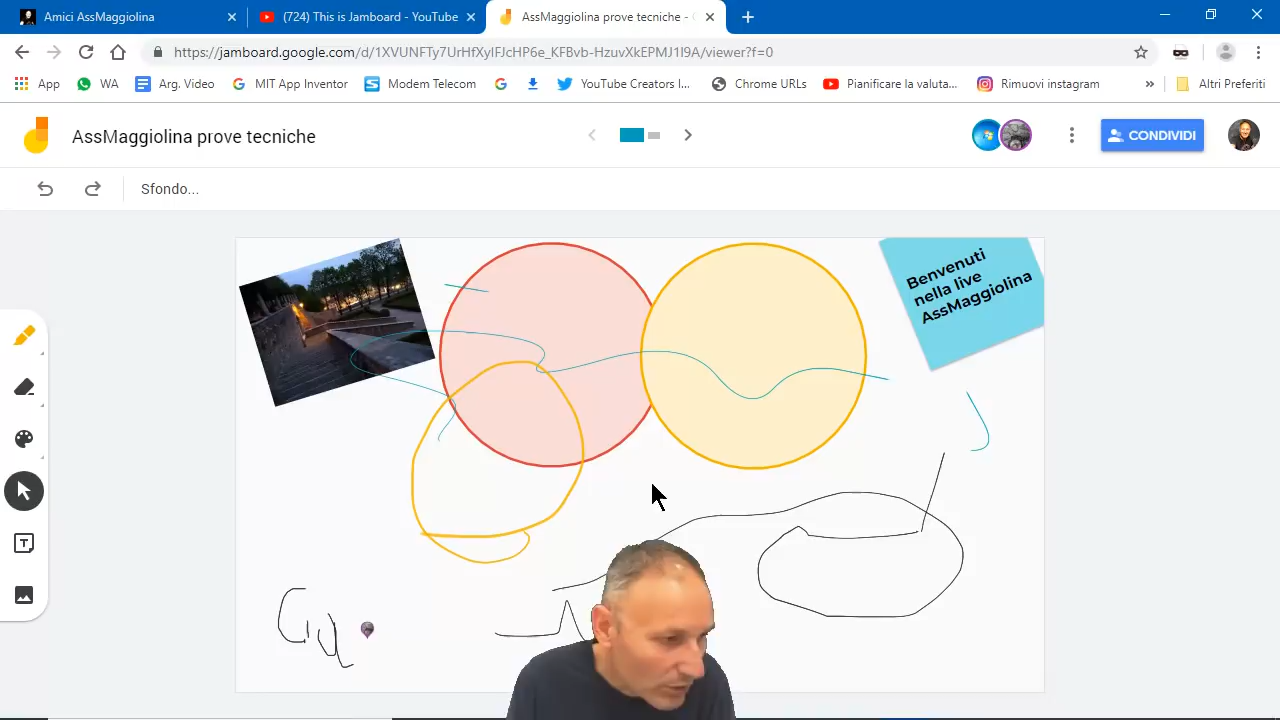 Amici AssMaggiolina
(724) This is Jamboard - YouTube
AssMaggiolina prove tecniche -
https://jamboard.google.com/d/1XVUNFTy7UrHfXyIFJcHP6e_KFBvb-HzuvXkEPMJ1I9A/viewer?f=0
App
WA
Arg. Video
MIT App Inventor
Modem Telecom
YouTube Creators I...
Chrome URLs
Pianificare la valuta...
Rimuovi instagram
»
Altri Preferiti
AssMaggiolina prove tecniche
CONDIVIDI
Sfondo...
Benvenuti
nella live
AssMaggiolina